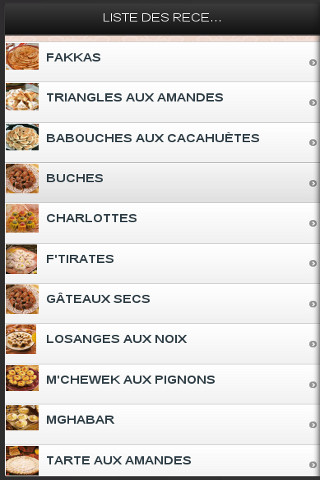 LISTE DES RECE...
FAKKAS
TRIANGLES AUX AMANDES
BABOUCHES AUX CACAHUÈTES
BUCHES
CHARLOTTES
F'TIRATES
GÂTEAUX SECS
LOSANGES AUX NOIX
M'CHEWEK AUX PIGNONS
MGHABAR
TARTE AUX AMANDES